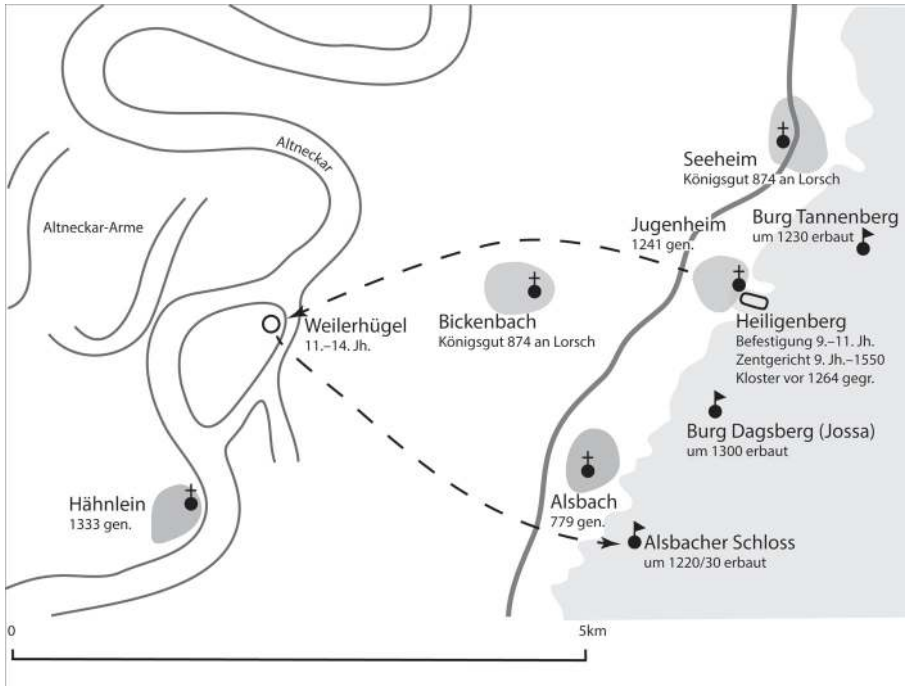 Altneckar
Seeheim
Königsgut 874 an Lorsch
Altneckar-Arme
Burg Tannenberg
um 1230 erbaut
Jugenheim
1241 gen.
Weilerhügel
11.–14. Jh.
Bickenbach
Königsgut 874 an Lorsch
Heiligenberg
Befestigung 9.–11. Jh.
Zentgericht 9. Jh.–1550
Kloster vor 1264 gegr.
Burg Dagsberg (Jossa)
um 1300 erbaut
Hähnlein
1333 gen.
Alsbach
779 gen.
Alsbacher Schloss
um 1220/30 erbaut
0
5km